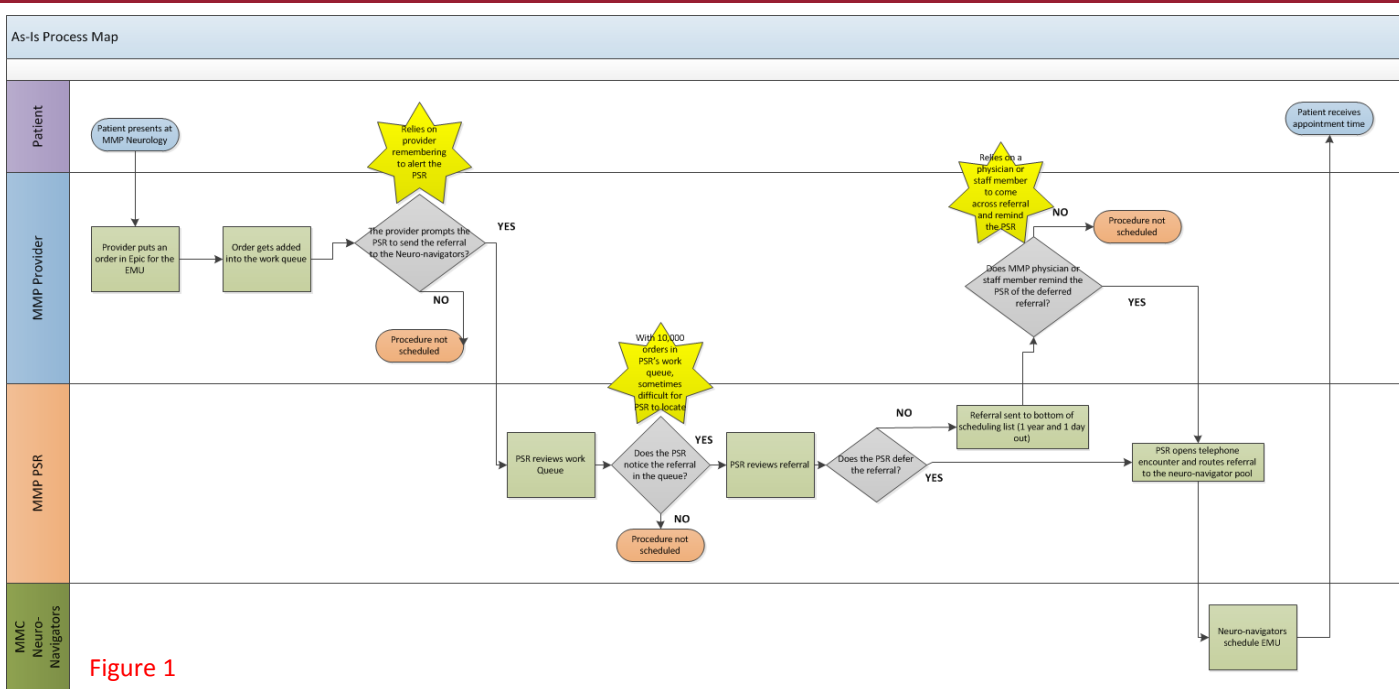 As-Is Process Map
Patient
Patient presents at
MMP Neurology
Relies on
provider
remembering
to alert the
PSR
Patient receives
appointment time
MMP Provider
Provider puts an
order in Epic for the
EMU
Order gets added
into the work queue
The provider prompts the
PSR to send the referral
to the Neuro-navigators?
YES
NO
Procedure not
scheduled
Relies on a
physician or
staff member
to come
across referral
and remind
the PSR
NO
Procedure not
scheduled
Does MMP physician or
staff member remind the
PSR of the deferred
referral?
YES
MMP PSR
With 10,000
orders in
PSR's work
queue,
sometimes
difficult for
PSR to locate
PSR reviews work
Queue
Does the PSR
notice the referral
in the queue?
YES
NO
Procedure not
scheduled
PSR reviews referral
Does the PSR defer
the referral?
NO
YES
Referral sent to bottom of
scheduling list (1 year and 1 day
out)
PSR opens telephone
encounter and routes referral
to the neuro-navigator pool
MMC
Neuro-
Navigators
Neuro-navigators
schedule EMU
Figure 1